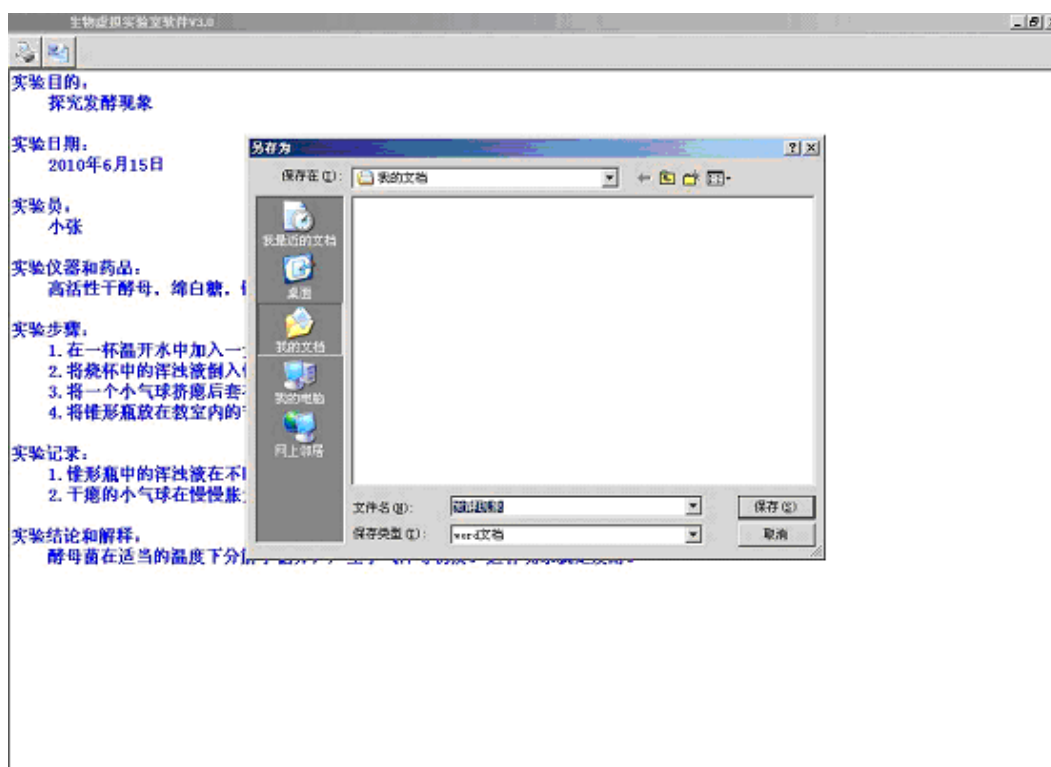 生物虚拟实验室软件V3.0
实验目的：
探究发酵现象
实验日期：
2010年6月15日
实验员：
小张
实验仪器和药品：
高活性干酵母，绵白糖，
实验步骤：
1.在一杯温开水中加入一
2.将烧杯中的浑浊液倒入
3.将一个小气球挤瘪后套
4.将锥形瓶放在教室内的
实验记录：
1.锥形瓶中的浑浊液在不
2.干瘪的小气球在慢慢胀
实验结论和解释：
酵母菌在适当的温度下分
另存为
保存在(I)：
我的文档
我最近的文档
桌面
我的文档
我的电脑
网上邻居
文件名(N)：
保存(S)
保存类型(T)：
word文档
取消